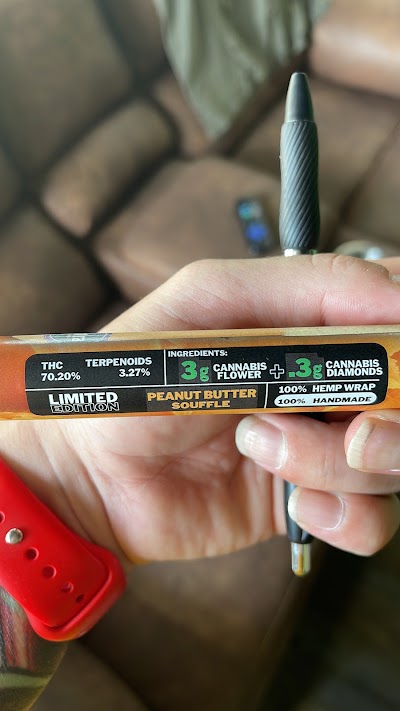 THC
70.20%
TERPENOIDS
3.27%
INGREDIENTS:
3g CANNABIS
FLOWER
+
.3g CANNABIS
DIAMONDS
LIMITED
EDITION
PEANUT BUTTER
SOUFFLE
100% HEMP WRAP
100% HANDMADE